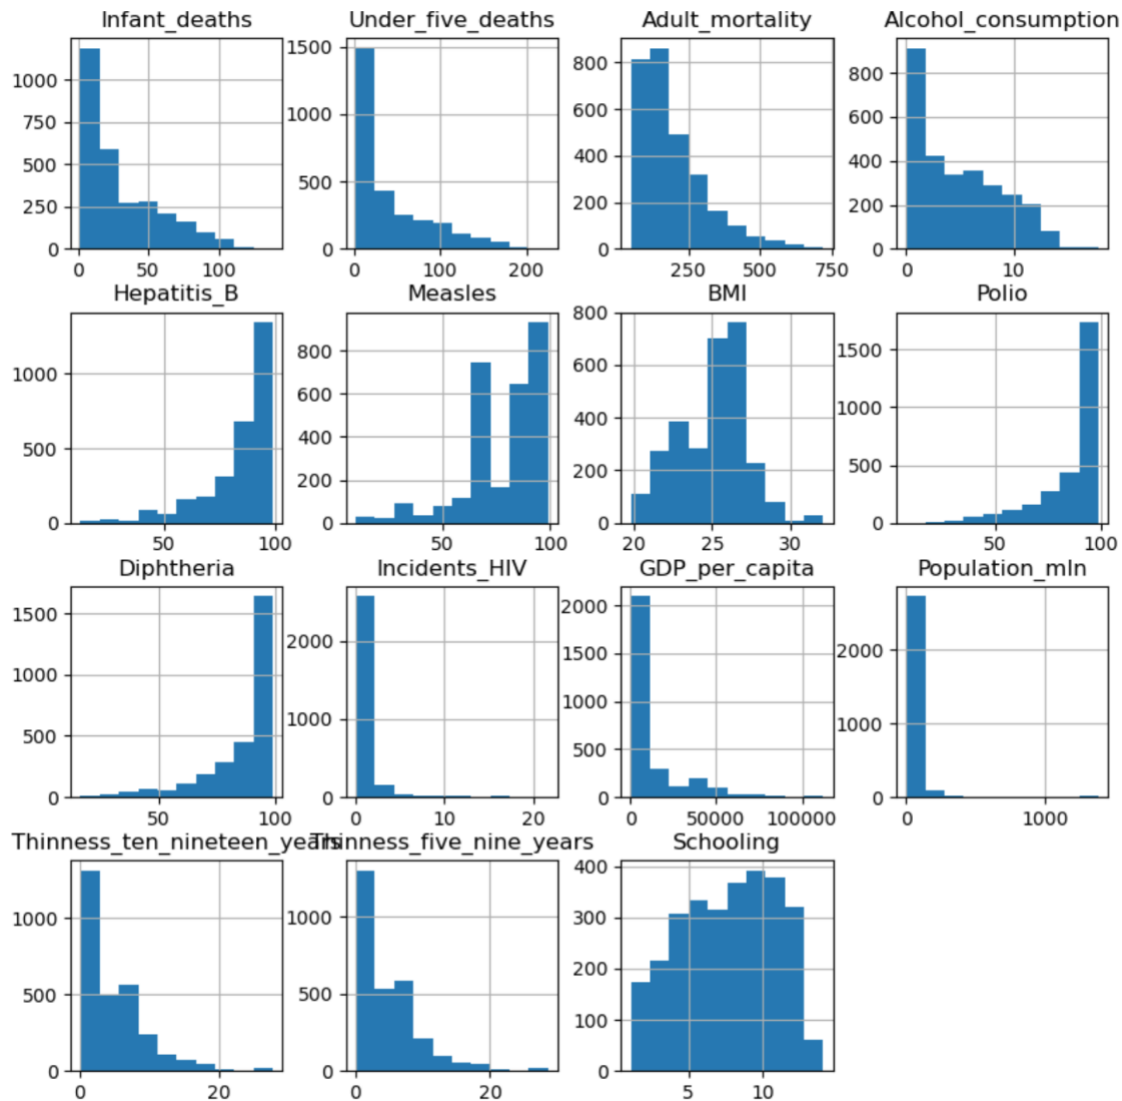 Infant_deaths Under_five_deaths Adult_mortality Alcohol_consumption
1000 750 500 250 0
0 50 100
1500 1000 500 0
0 100 200
800 600 400 200 0
250 500 750
800 600 400 200 0
0 10
Hepatitis_B Measles BMI Polio
1000 500 0
50 100
800 600 400 200 0
50 100
800 600 400 200 0
20 25 30
1500 1000 500 0
50 100
Diphtheria Incidents_HIV GDP_per_capita Population_mln
1500 1000 500 0
50 100
2000 1000 0
0 10 20
2000 1500 1000 500 0
0 50000 100000
2000 1000 0
0 1000
Thinness_ten_nineteen_years Thinness_five_nine_years Schooling
1000 500 0
0 20
1000 500 0
0 20
400 300 200 100 0
5 10